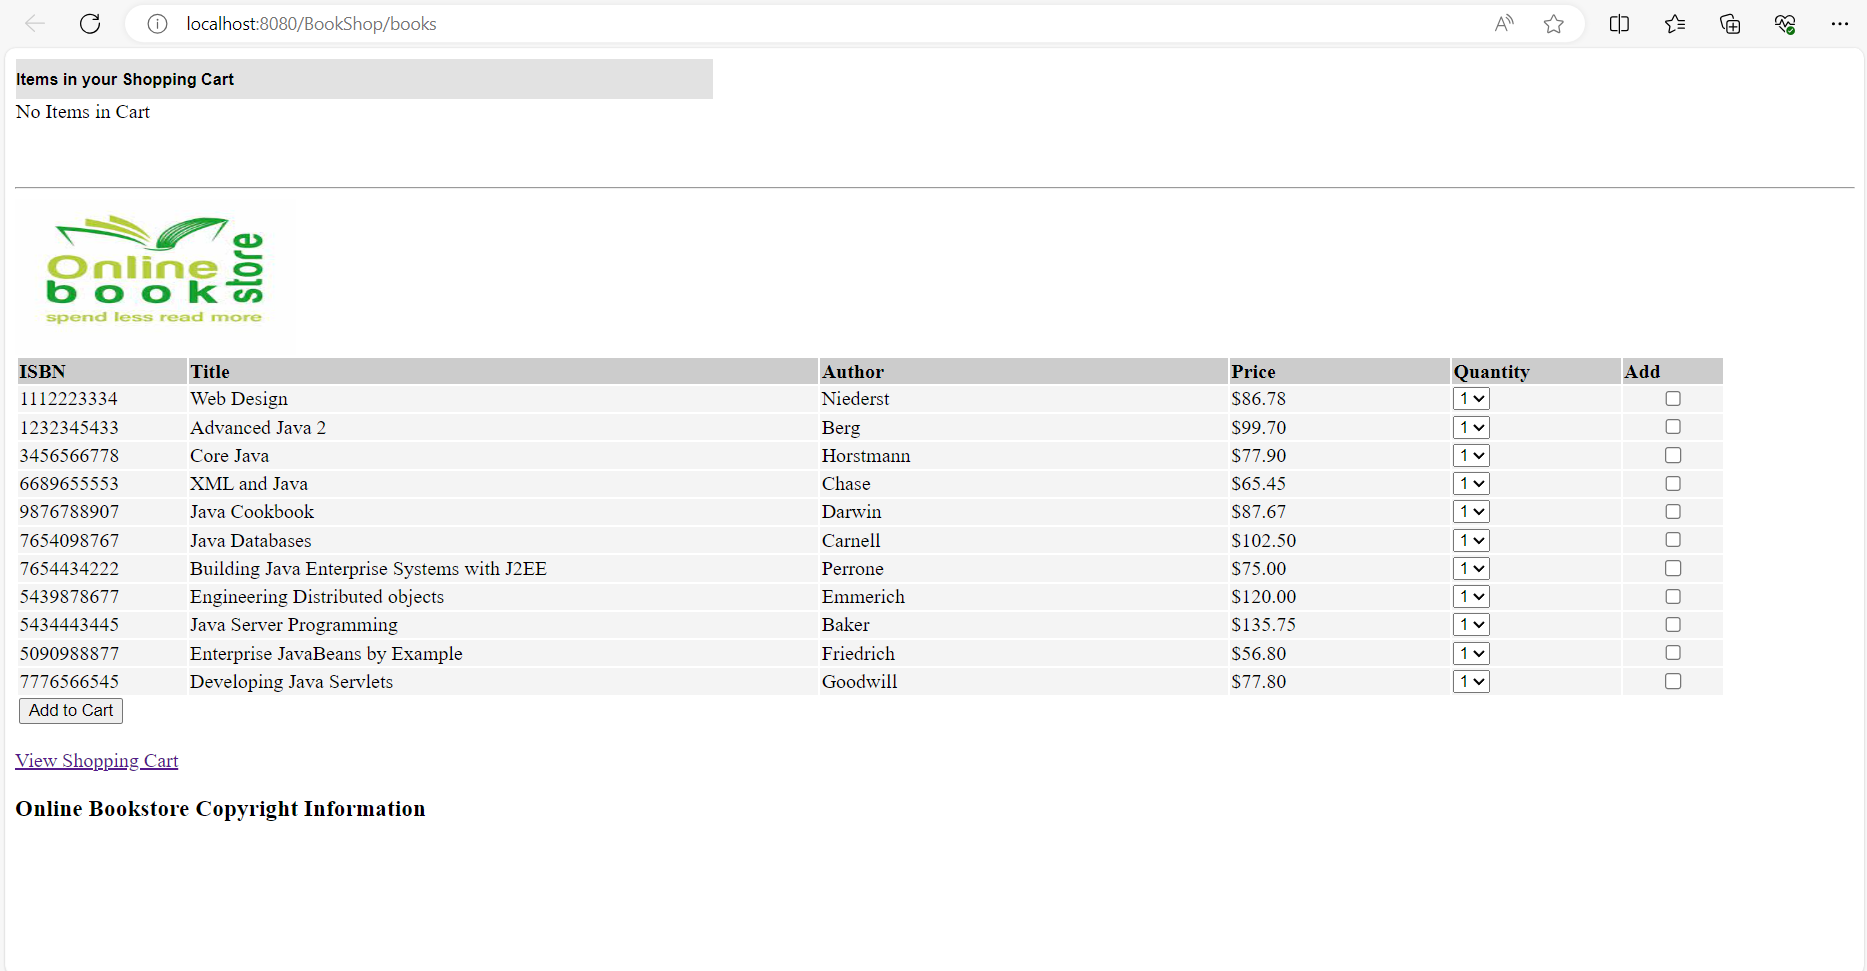 localhost:8080/BookShop/books
Items in your Shopping Cart
No Items in Cart
Online
book store
spend less read more
ISBN Title Author Price Quantity Add
1112223334 Web Design Niederst $86.78 1
1232345433 Advanced Java 2 Berg $99.70 1
3456566778 Core Java Horstmann $77.90 1
6689655553 XML and Java Chase $65.45 1
9876788907 Java Cookbook Darwin $87.67 1
7654098767 Java Databases Carnell $102.50 1
7654434222 Building Java Enterprise Systems with J2EE Perrone $75.00 1
5439878677 Engineering Distributed objects Emmerich $120.00 1
5434443445 Java Server Programming Baker $135.75 1
5090988877 Enterprise JavaBeans by Example Friedrich $56.80 1
7776566545 Developing Java Servlets Goodwill $77.80 1
Add to Cart
View Shopping Cart
Online Bookstore Copyright Information